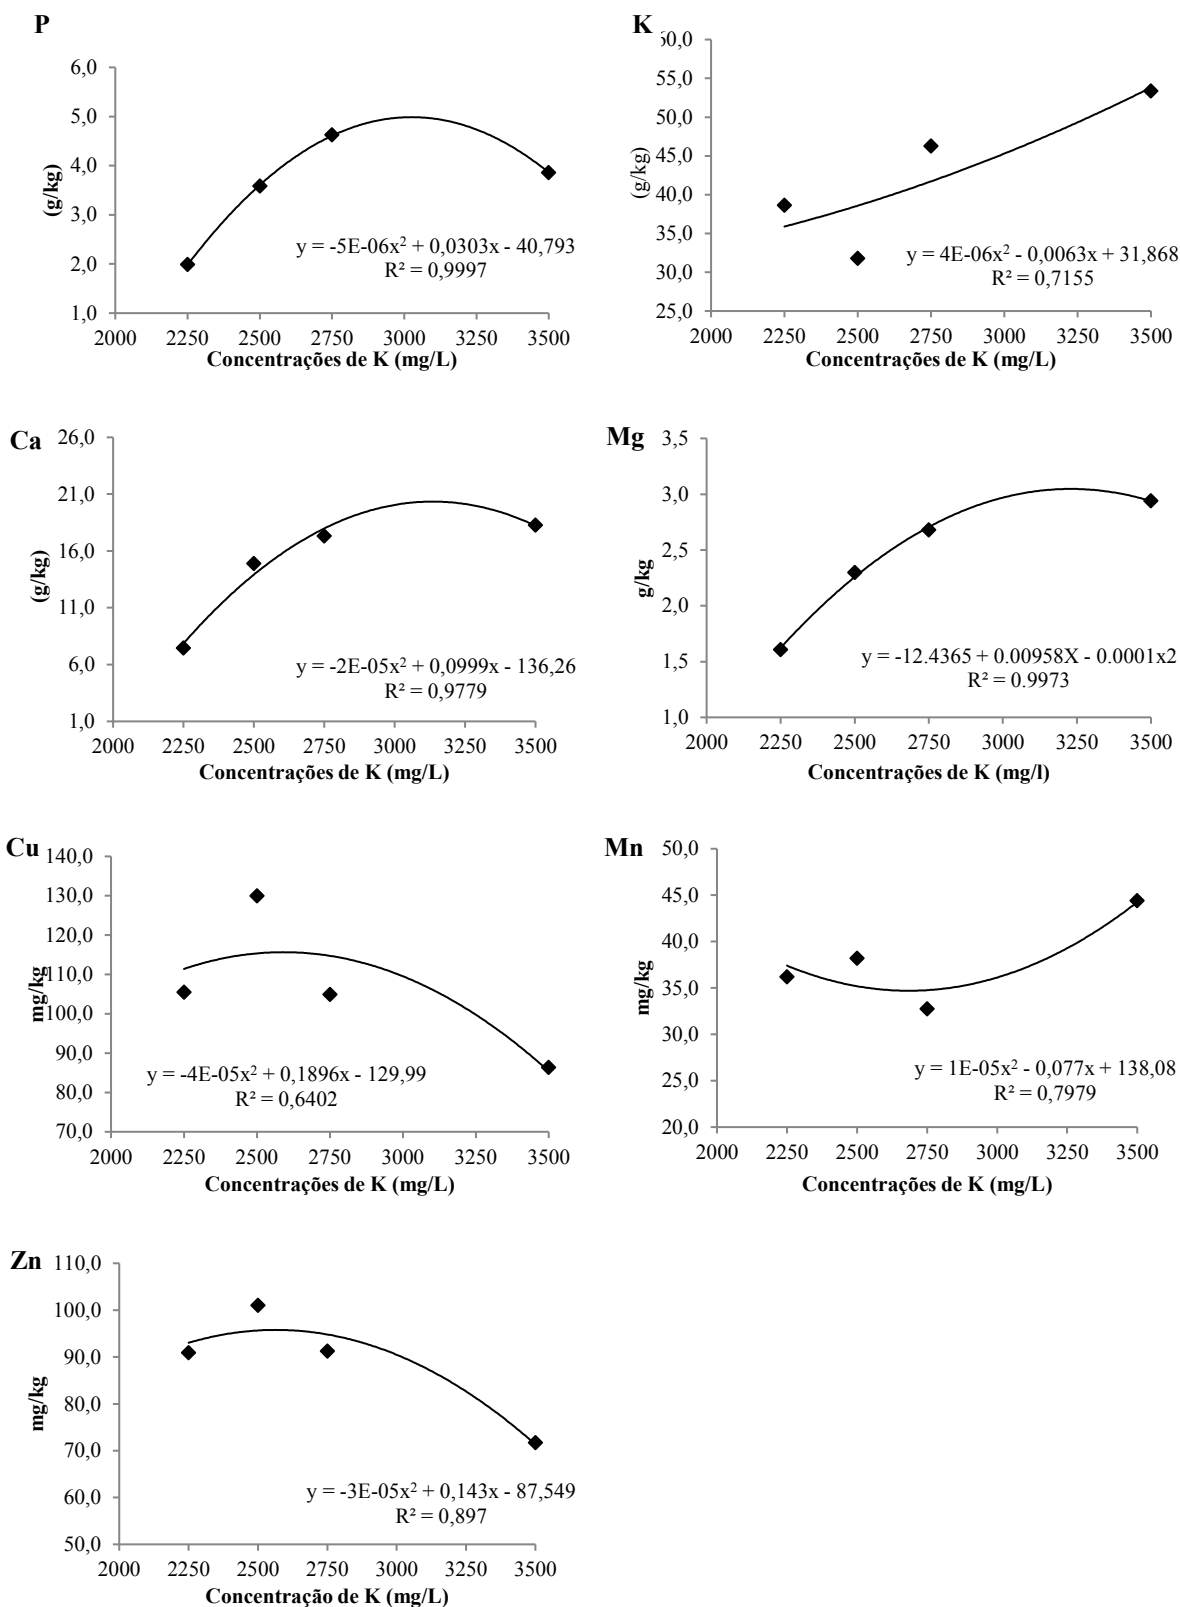 P
6,0
5,0
4,0
3,0
2,0
1,0
(g/kg)
y = -5E-06x² + 0,0303x - 40,793
R² = 0,9997
2000 2250 2500 2750 3000 3250 3500
Concentrações de K (mg/L)
K
60,0
55,0
50,0
45,0
40,0
35,0
30,0
25,0
(g/kg)
y = 4E-06x² - 0,0063x + 31,868
R² = 0,7155
2000 2250 2500 2750 3000 3250 3500
Concentrações de K (mg/L)
Ca
26,0
21,0
16,0
11,0
6,0
1,0
(g/kg)
y = -2E-05x² + 0,0999x - 136,26
R² = 0,9779
2000 2250 2500 2750 3000 3250 3500
Concentrações de K (mg/L)
Mg
3,5
3,0
2,5
2,0
1,5
1,0
g/kg
y = -12.4365 + 0.00958X - 0.0001x2
R² = 0.9973
2000 2250 2500 2750 3000 3250 3500
Concentrações de K (mg/l)
Cu
140,0
130,0
120,0
110,0
100,0
90,0
80,0
70,0
mg/kg
y = -4E-05x² + 0,1896x - 129,99
R² = 0,6402
2000 2250 2500 2750 3000 3250 3500
Concentrações de K (mg/L)
Mn
50,0
45,0
40,0
35,0
30,0
25,0
20,0
mg/kg
y = 1E-05x² - 0,077x + 138,08
R² = 0,7979
2000 2250 2500 2750 3000 3250 3500
Concentrações de K (mg/L)
Zn
110,0
100,0
90,0
80,0
70,0
60,0
50,0
mg/kg
y = -3E-05x² + 0,143x - 87,549
R² = 0,897
2000 2250 2500 2750 3000 3250 3500
Concentração de K (mg/L)